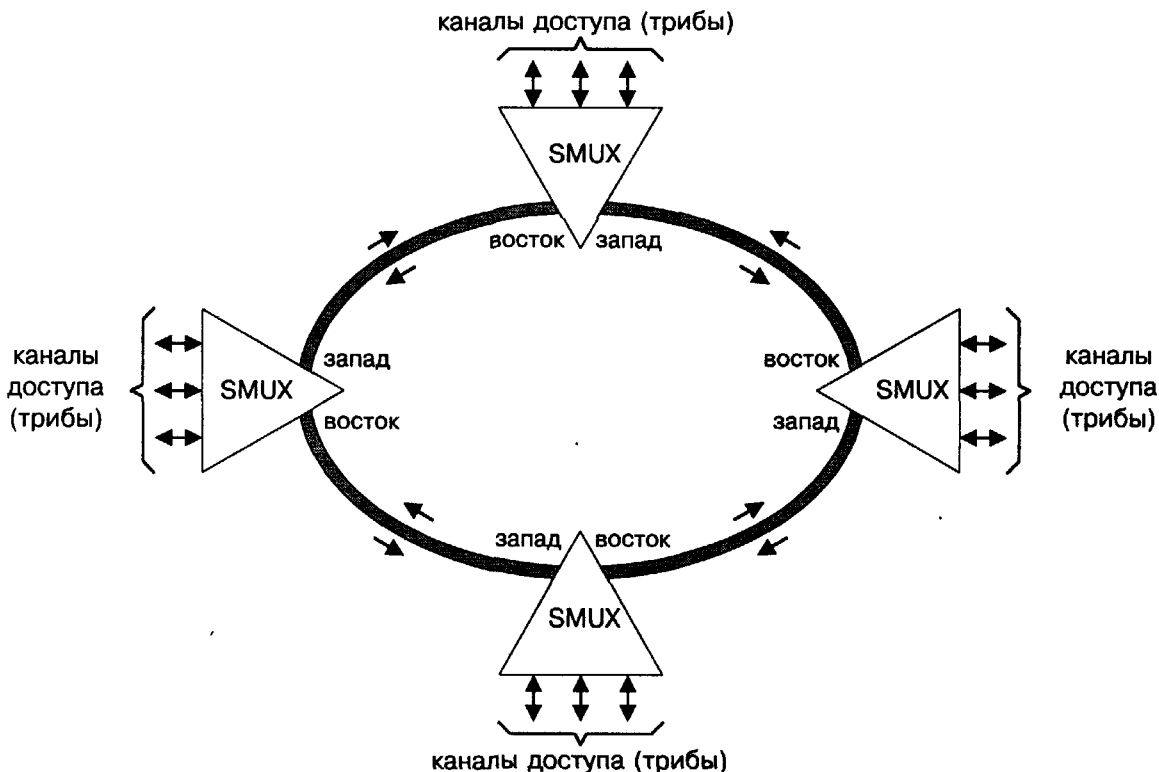 каналы доступа (трибы)
SMUX
восток запад
каналы
доступа
(трибы)
SMUX
запад
восток
восток
запад
SMUX
каналы
доступа
(трибы)
запад восток
SMUX
каналы доступа (трибы)